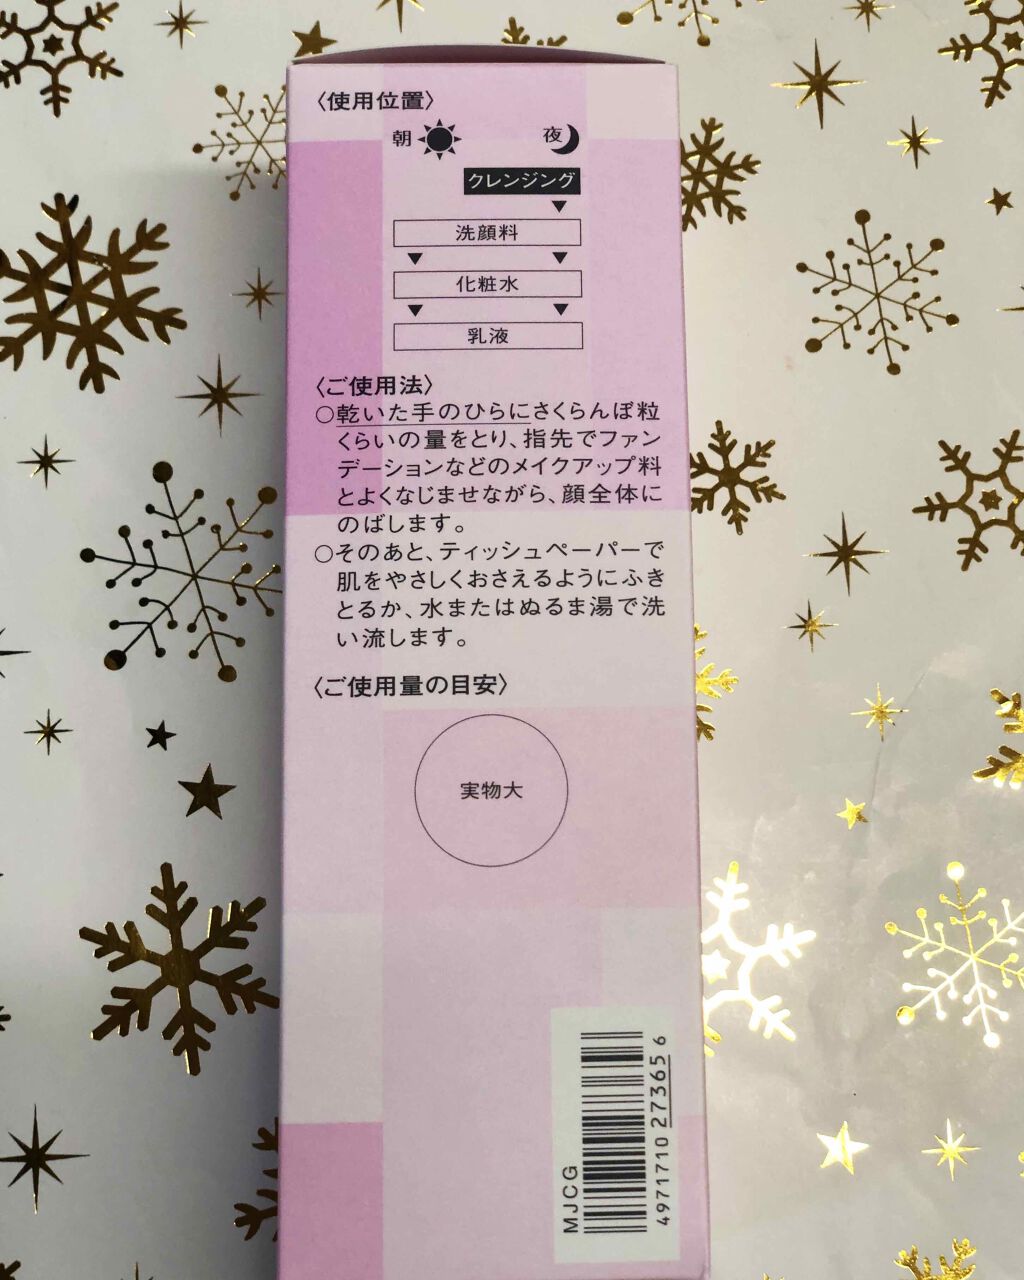 〈使用位置〉
朝 夜
クレンジング
洗顔料
化粧水
乳液
〈ご使用法〉
○乾いた手のひらにさくらんぼ粒
くらいの量をとり、指先でファン
デーションなどのメイクアップ料
とよくなじませながら、顔全体に
のばします。
○そのあと、ティッシュペーパーで
肌をやさしくおさえるようにふき
とるか、水またはぬるま湯で洗
い流します。
〈ご使用量の目安〉
実物大
MJCG
4971710 273656